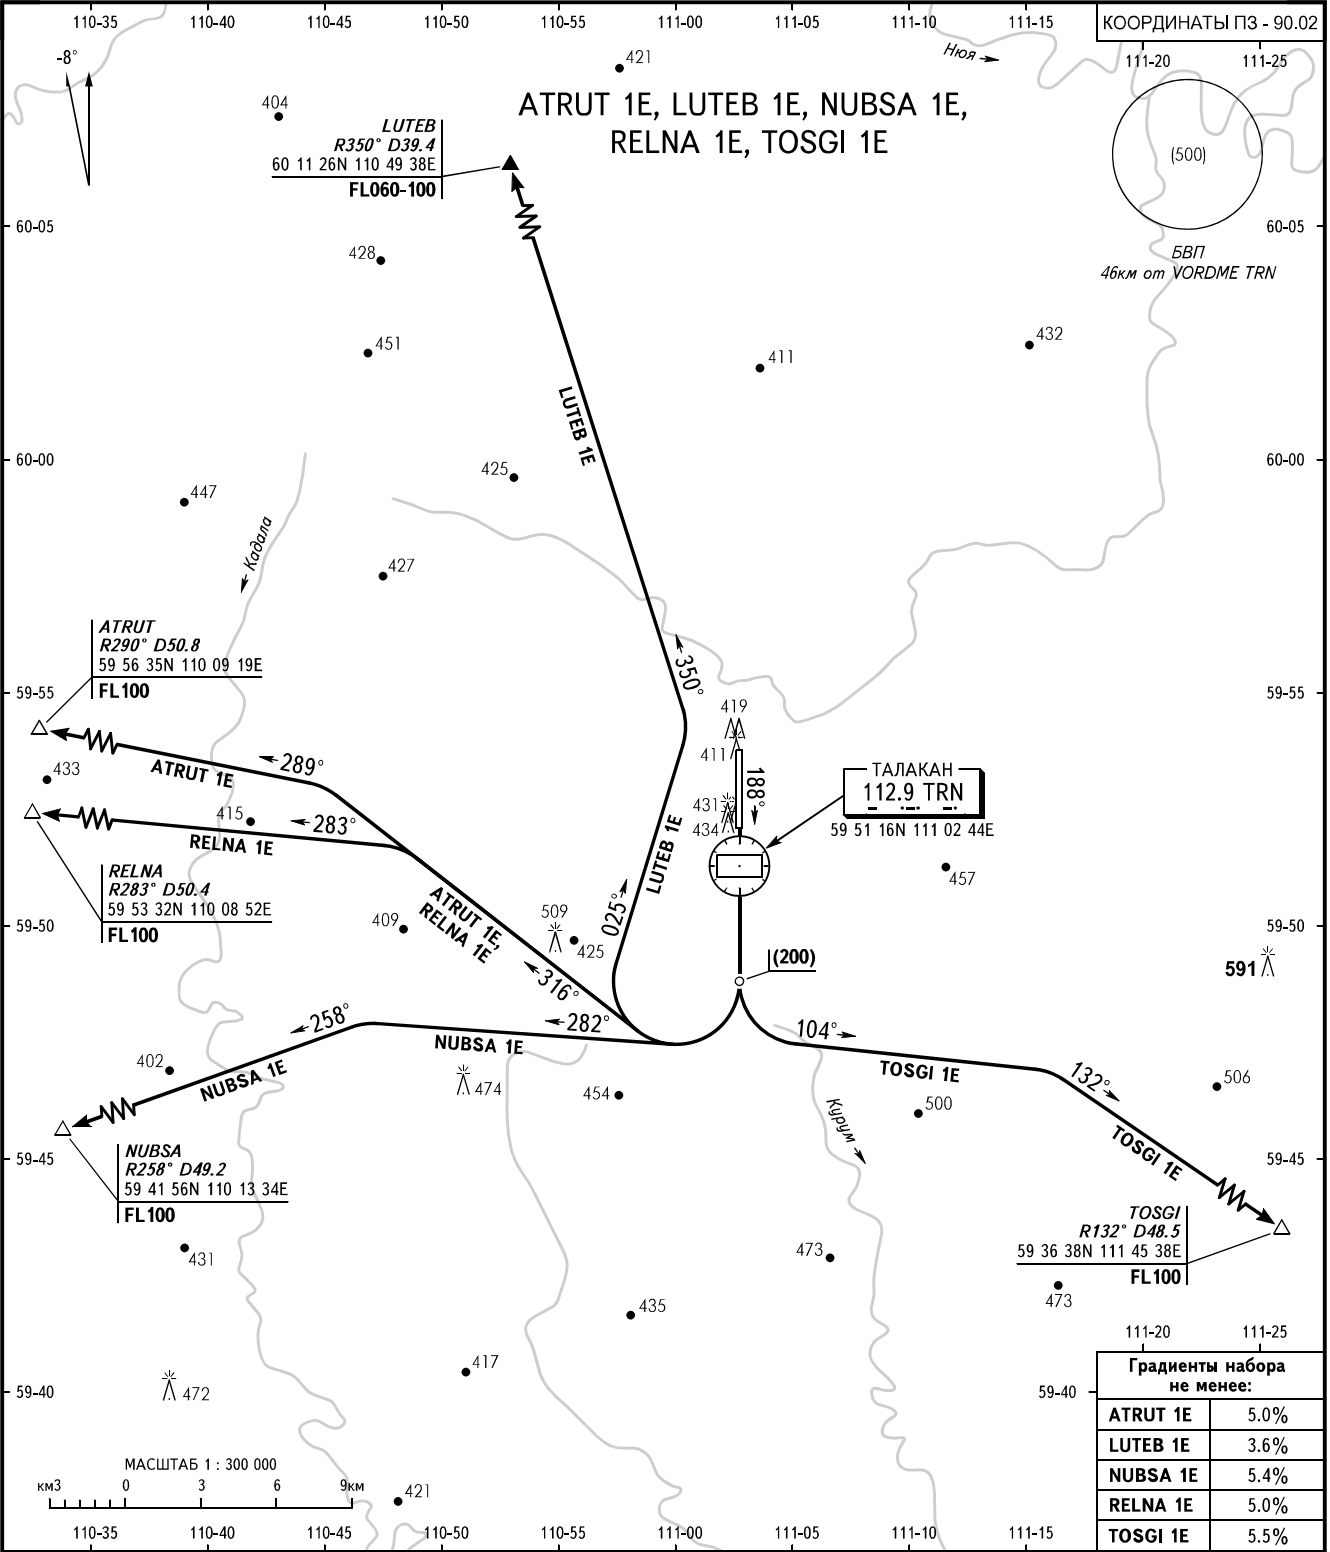 110-35 110-40 110-45 110-50 110-55 111-00 111-05 111-10 111-15
КООРДИНАТЫ ПЗ - 90.02
111-20 111-25
-8°
Нюя
421
404
ATRUT 1E, LUTEB 1E, NUBSA 1E,
RELNA 1E, TOSGI 1E
LUTEB
R350° D39.4
60 11 26N 110 49 38E
FL060-100
(500)
БВП
46км от VORDME TRN
60-05
60-05
428
451
411
432
LUTEB 1E
60-00
60-00
425
447
Кадала
427
ATRUT
R290° D50.8
59 56 35N 110 09 19E
FL100
350°
59-55
59-55
419
411
188°
431
434
ТАЛАКАН
112.9 TRN
59 51 16N 111 02 44E
289°
ATRUT 1E
433
415
283°
RELNA 1E
LUTEB 1E
457
RELNA
R283° D50.4
59 53 32N 110 08 52E
FL100
ATRUT 1E,
RELNA 1E
409
509
425
025°
59-50
59-50
(200)
591
316°
258°
282°
NUBSA 1E
104°
TOSGI 1E
132°
402
NUBSA 1E
474
454
Курум
500
506
TOSGI 1E
59-45
59-45
NUBSA
R258° D49.2
59 41 56N 110 13 34E
FL100
TOSGI
R132° D48.5
59 36 38N 111 45 38E
FL100
431
473
473
435
111-20 111-25
417
472
59-40
59-40
Градиенты набора
не менее:
ATRUT 1E 5.0%
LUTEB 1E 3.6%
NUBSA 1E 5.4%
RELNA 1E 5.0%
TOSGI 1E 5.5%
МАСШТАБ 1 : 300 000
км3 0 3 6 9км
421
110-35 110-40 110-45 110-50 110-55 111-00 111-05 111-10 111-15